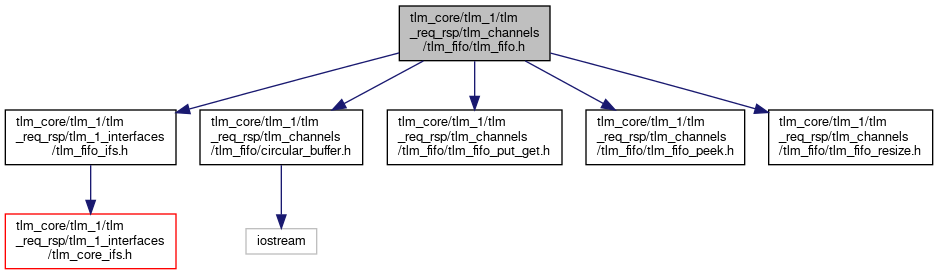 tlm_core/tlm_1/tlm
_req_rsp/tlm_channels
/tlm_fifo/tlm_fifo.h
tlm_core/tlm_1/tlm
_req_rsp/tlm_1_interfaces
/tlm_fifo_ifs.h
tlm_core/tlm_1/tlm
_req_rsp/tlm_channels
/tlm_fifo/circular_buffer.h
tlm_core/tlm_1/tlm
_req_rsp/tlm_channels
/tlm_fifo/tlm_fifo_put_get.h
tlm_core/tlm_1/tlm
_req_rsp/tlm_channels
/tlm_fifo/tlm_fifo_peek.h
tlm_core/tlm_1/tlm
_req_rsp/tlm_channels
/tlm_fifo/tlm_fifo_resize.h
tlm_core/tlm_1/tlm
_req_rsp/tlm_1_interfaces
/tlm_core_ifs.h
iostream